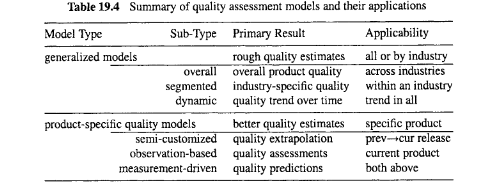 Table 19.4 Summary of quality assessment models and their applications
Model Type Sub-Type Primary Result Applicability
generalized models rough quality estimates all or by industry
overall overall product quality across industries
segmented industry-specific quality within an industry
dynamic quality trend over time trend in all
product-specific quality models better quality estimates specific product
semi-customized quality extrapolation prev→cur release
observation-based quality assessments current product
measurement-driven quality predictions both above